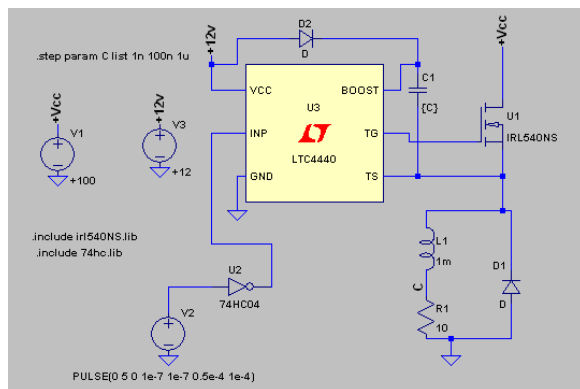 .step param C list 1n 100n 1u
+12v
D2
D
+Vcc
VCC
BOOST
U3
C1
{C}
INP
TG
LTC4440
GND
TS
U1
IRL540NS
+Vcc
V1
+100
+12v
V3
+12
.include irl540NS.lib
.include 74hc.lib
U2
74HC04
V2
PULSE(0 5 0 1e-7 1e-7 0.5e-4 1e-4)
L1
1m
C
R1
10
D1
D